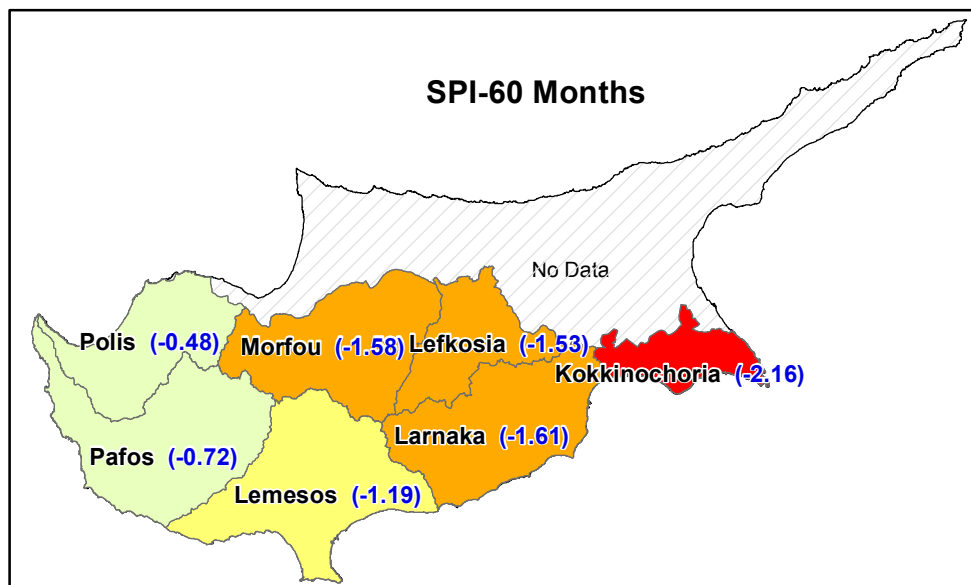 SPI-60 Months
No Data
Polis (-0.48)
Morfou (-1.58)
Lefkosia (-1.53)
Kokkinochoria (-2.16)
Pafos (-0.72)
Larnaka (-1.61)
Lemesos (-1.19)